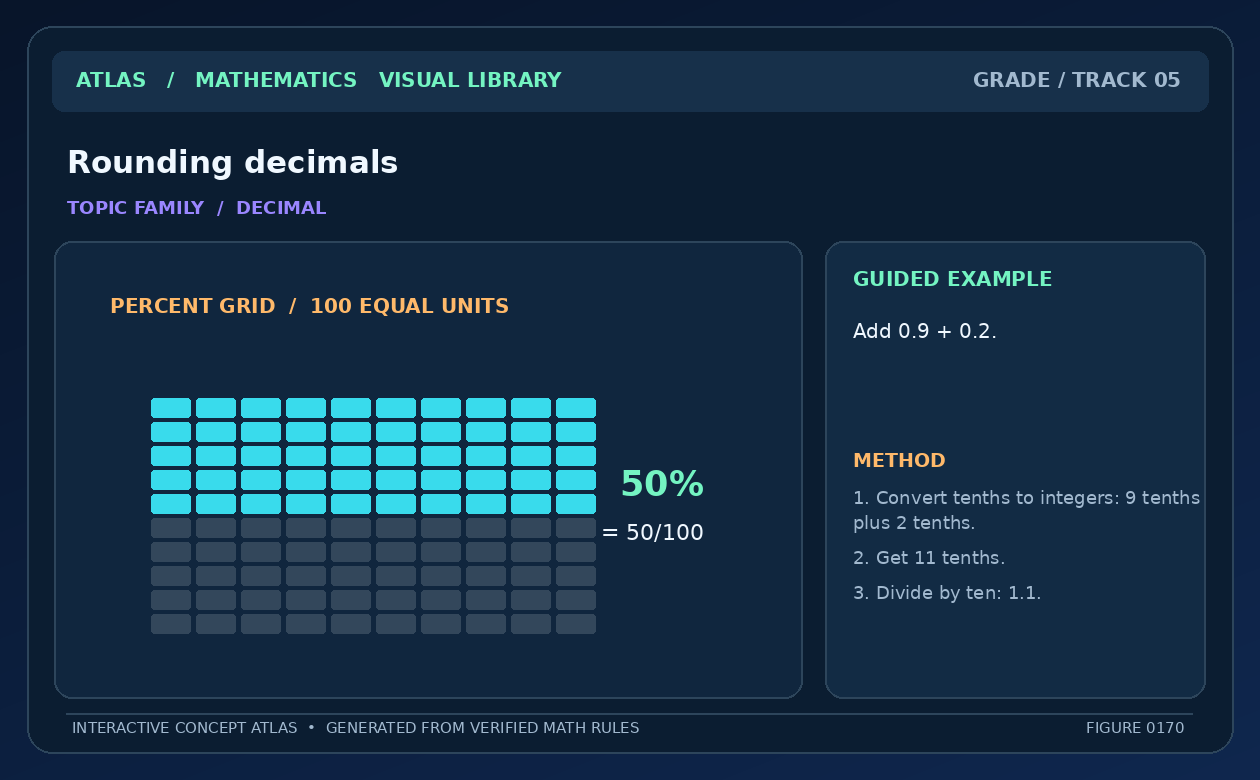 ATLAS / MATHEMATICS VISUAL LIBRARY
GRADE / TRACK 05
Rounding decimals
TOPIC FAMILY / DECIMAL
PERCENT GRID / 100 EQUAL UNITS
50%
= 50/100
GUIDED EXAMPLE
Add 0.9 + 0.2.
METHOD
1. Convert tenths to integers: 9 tenths
plus 2 tenths.
2. Get 11 tenths.
3. Divide by ten: 1.1.
INTERACTIVE CONCEPT ATLAS • GENERATED FROM VERIFIED MATH RULES
FIGURE 0170